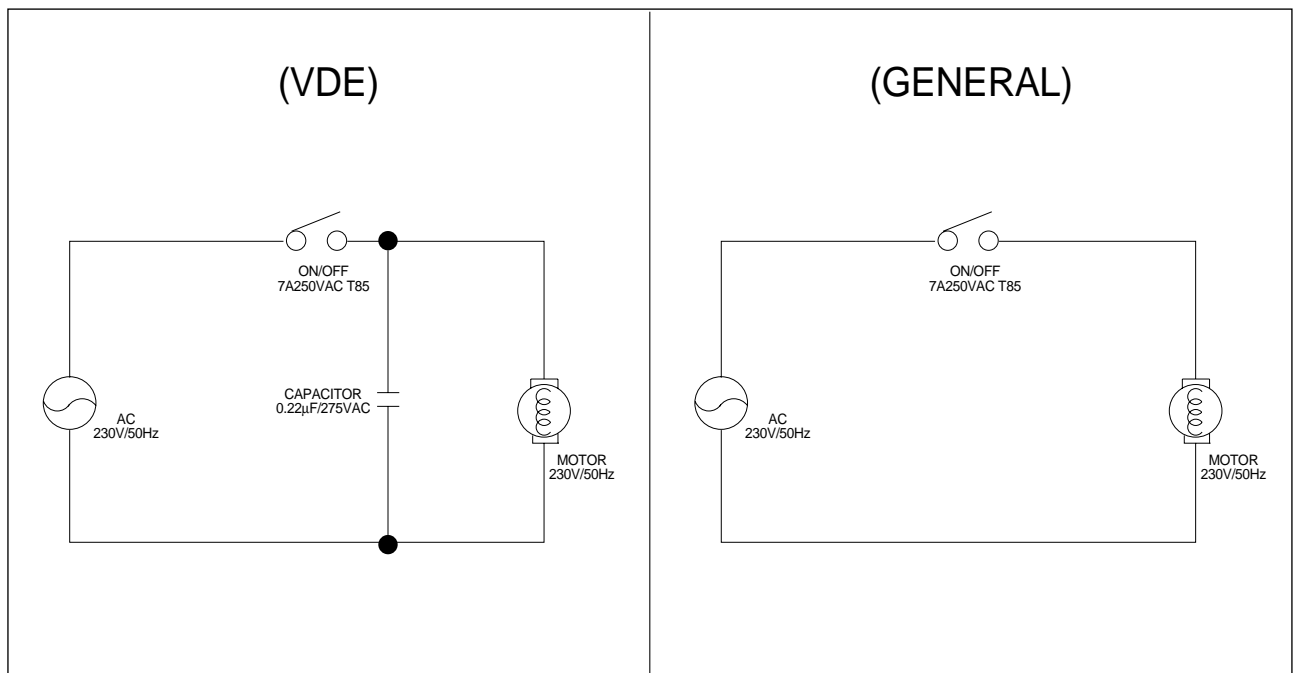 (VDE)
ON/OFF
7A250VAC T85
CAPACITOR
0.22µF/275VAC
AC
230V/50Hz
MOTOR
230V/50Hz
(GENERAL)
ON/OFF
7A250VAC T85
AC
230V/50Hz
MOTOR
230V/50Hz